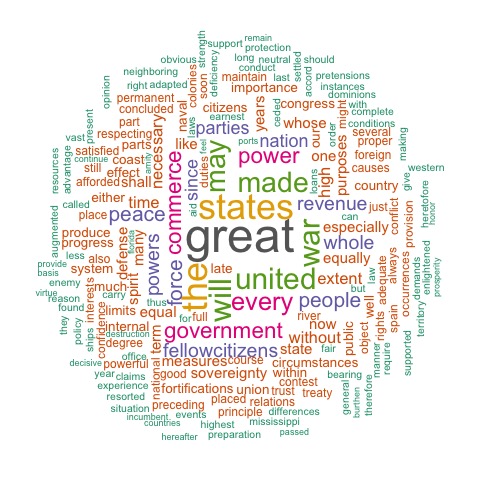 remain
support
protection
obvious
strength
long
neutral
should
neighboring
deficiency
conduct
settled
accord
pretensions
right
adapted
soon
colonies
maintain
last
instances
opinion
permanent
importance
dominions
naval
citizens
years
congress
ceded
might
with
concluded
laws
earnest
whose
order
complete
present
part
necessary
parties
nation
our
purposes
conditions
respecting
like
feel
ports
several
making
vast
parts
duties
one
proper
satisfied
coast
since
may
power
high
loans
foreign
resources
continue
amity
effect
commerce
causes
western
advantage
still
shall
made
country
give
heretofore
afforded
aid
states
revenue
honor
either
time
can
just
conflict
provision
called
peace
great
war
especially
place
whole
augmented
produce
florida
many
powers
force
the
late
equally
always
occurrences
demands
enlightened
prosperity
progress
defense
spirit
will
united
extent
law
adequate
less
also
but
provide
system
much
well
spain
basis
interests
carry
thus
every
people
rights
territory
enemy
limits
equal
for
full
river
object
virtue
confidence
government
now
public
supported
reason
internal
destruction
without
manner
require
found
degree
term
fellowcitizens
state
fair
they
policy
ships
office
national
measures
course
circumstances
decisive
powerful
good
sovereignty
within
bearing
therefore
year
claims
contest
general
burthen
experience
fortifications
union
trust
treaty
resorted
preceding
placed
relations
situation
events
principle
differences
incumbent
highest
mississippi
countries
preparation
passed
hereafter